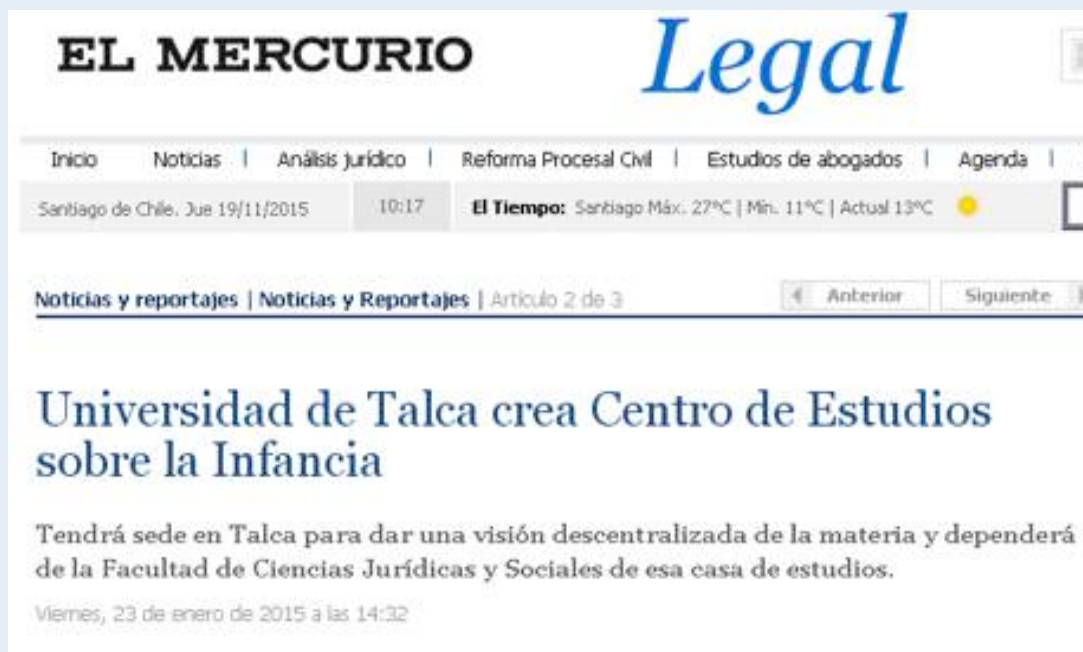 EL MERCURIO Legal
Inicio Noticias | Análisis jurídico | Reforma Procesal Civil | Estudios de abogados | Agenda |
Santiago de Chile. Jue 19/11/2015 10:17 El Tiempo: Santiago Máx. 27°C | Mín. 11°C | Actual 13°C
Noticias y reportajes | Noticias y Reportajes | Artículo 2 de 3 Anterior Siguiente
Universidad de Talca crea Centro de Estudios
sobre la Infancia
Tendrá sede en Talca para dar una visión descentralizada de la materia y dependerá
de la Facultad de Ciencias Jurídicas y Sociales de esa casa de estudios.
Viernes, 23 de enero de 2015 a las 14:32